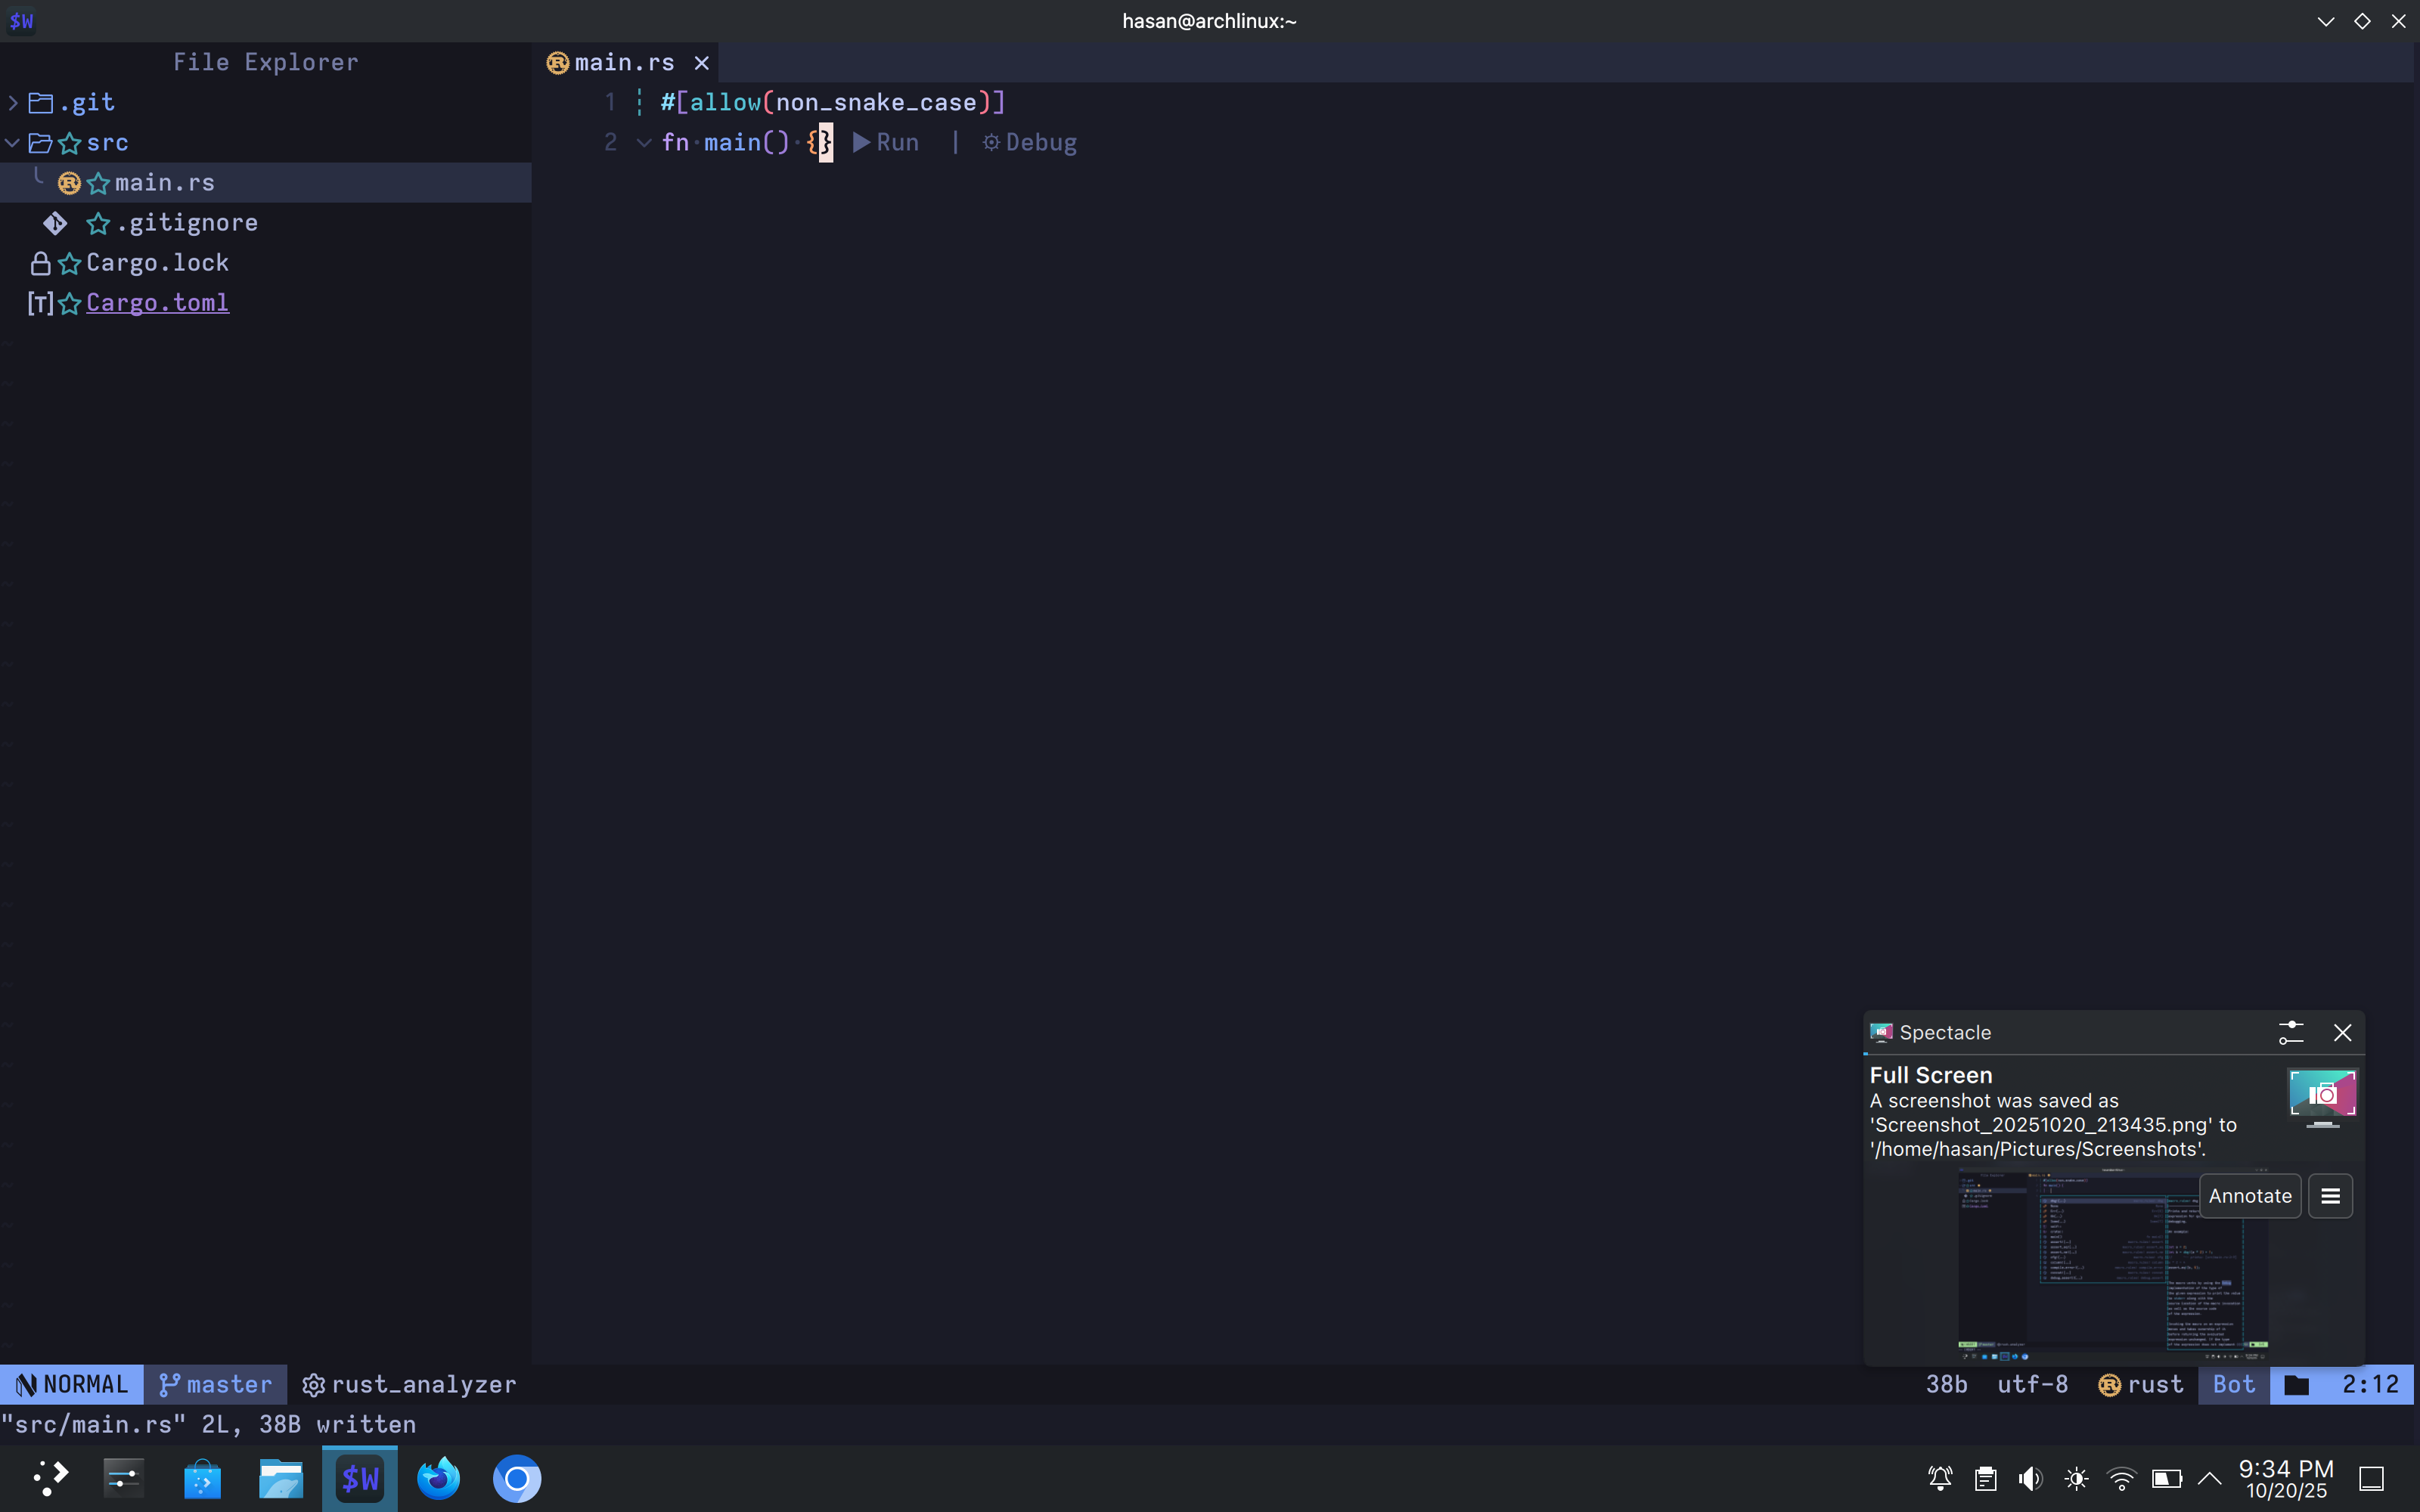 $W
hasan@archlinux:~
File Explorer
main.rs
.git
src
main.rs
.gitignore
Cargo.lock
[T] Cargo.toml
1 #[allow(non_snake_case)]
2 fn main() {} Run | Debug
Spectacle
Full Screen
A screenshot was saved as
'Screenshot_20251020_213435.png' to
'/home/hasan/Pictures/Screenshots'.
Annotate
NORMAL master rust_analyzer
38b utf-8 rust Bot 2:12
"src/main.rs" 2L, 38B written
$W
9:34 PM
10/20/25